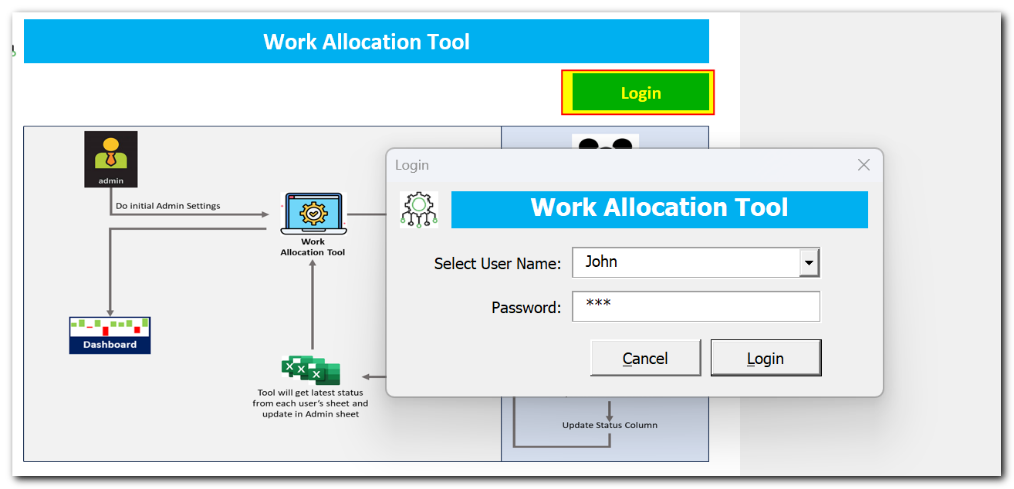 Work Allocation Tool
Login
admin
Do initial Admin Settings
Work
Allocation Tool
Dashboard
Tool will get latest status
from each user's sheet and
update in Admin sheet
Update Status Column
Login
Work Allocation Tool
Select User Name:
John
Password:
***
Cancel
Login